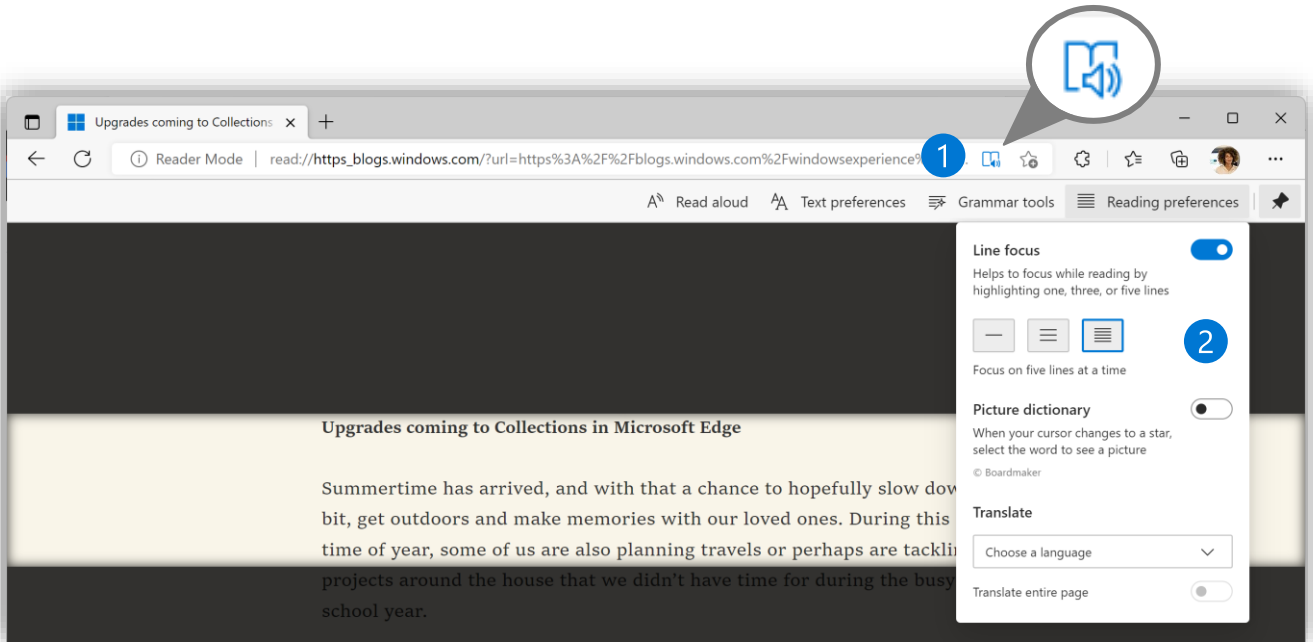 Upgrades coming to Collections
1
Reader Mode | read://https_blogs.windows.com/?url=https%3A%2F%2Fblogs.windows.com%2Fwindowsexperience%
Read aloud
Text preferences
Grammar tools
Reading preferences
Line focus
Helps to focus while reading by
highlighting one, three, or five lines
2
Focus on five lines at a time
Picture dictionary
When your cursor changes to a star,
select the word to see a picture
© Boardmaker
Translate
Choose a language
Translate entire page
Upgrades coming to Collections in Microsoft Edge
Summertime has arrived, and with that a chance to hopefully slow
bit, get outdoors and make memories with our loved ones. During this
time of year, some of us are also planning travels or perhaps are
projects around the house that we didn't have time for during the busy
school year.